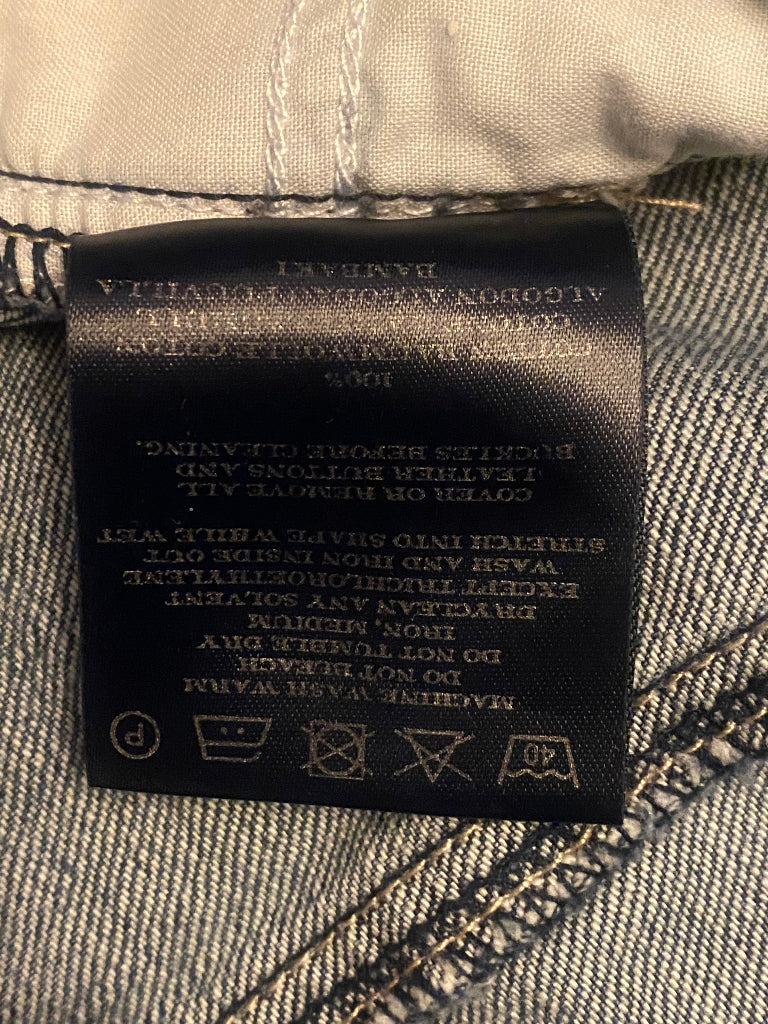 40 P
MACHINE WASH WARM
DO NOT BLEACH
DO NOT TUMBLE DRY
IRON, MEDIUM
DRYCLEAN ANY SOLVENT
EXCEPT TRICHLOROETHYLENE
WASH AND IRON INSIDE OUT
STRETCH INTO SHAPE WHILE WET
COVER OR REMOVE ALL
LEATHER BUTTONS AND
BUCKLES BEFORE CLEANING.
100%
ALGODON